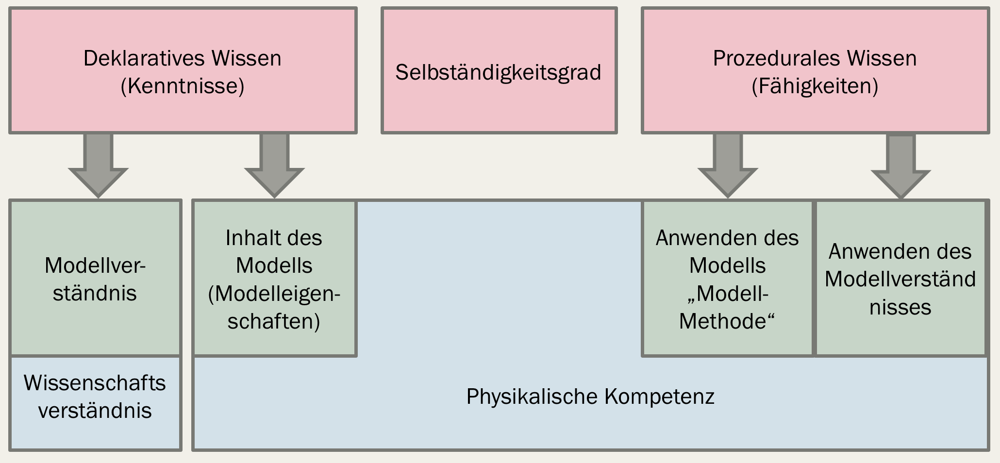 Deklaratives Wissen
(Kenntnisse)
Selbständigkeitsgrad
Prozedurales Wissen
(Fähigkeiten)
Modellver-
ständnis
Inhalt des
Modells
(Modelleigen-
schaften)
Anwenden des
Modells
„Modell-
Methode“
Anwenden des
Modellverständ
nisses
Wissenschafts
verständnis
Physikalische Kompetenz